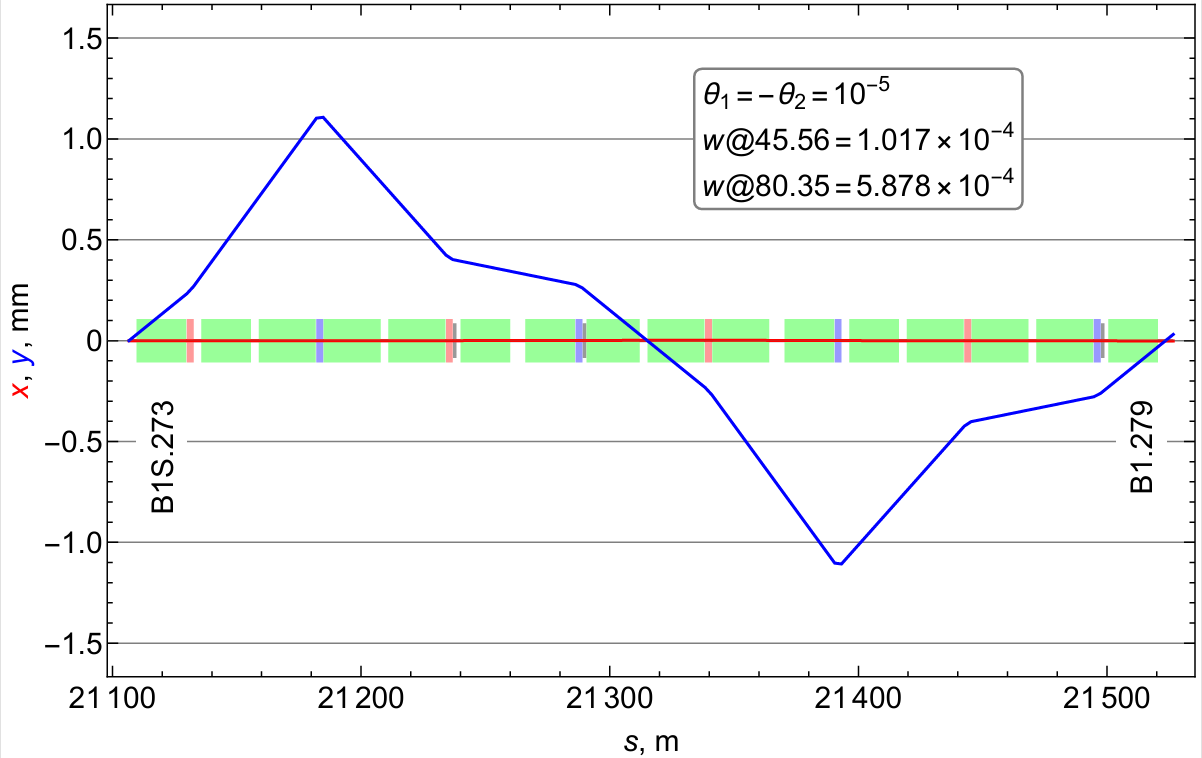 1.5
1.0
0.5
0
−0.5
−1.0
−1.5
x, y, mm
θ₁ = −θ₂ = 10⁻⁵
w@45.56 = 1.017 × 10⁻⁴
w@80.35 = 5.878 × 10⁻⁴
B1S.273
B1.279
21100 21200 21300 21400 21500
s, m